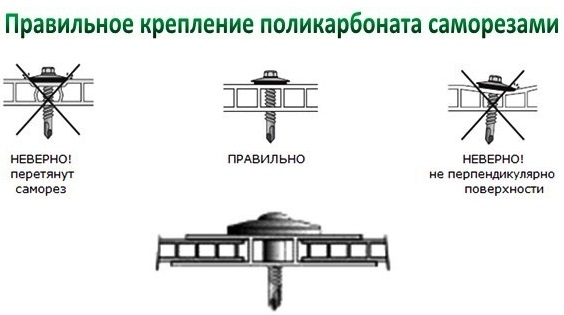 Правильное крепление поликарбоната саморезами
НЕВЕРНО!
перетянут
саморез
ПРАВИЛЬНО
НЕВЕРНО!
не перпендикулярно
поверхности